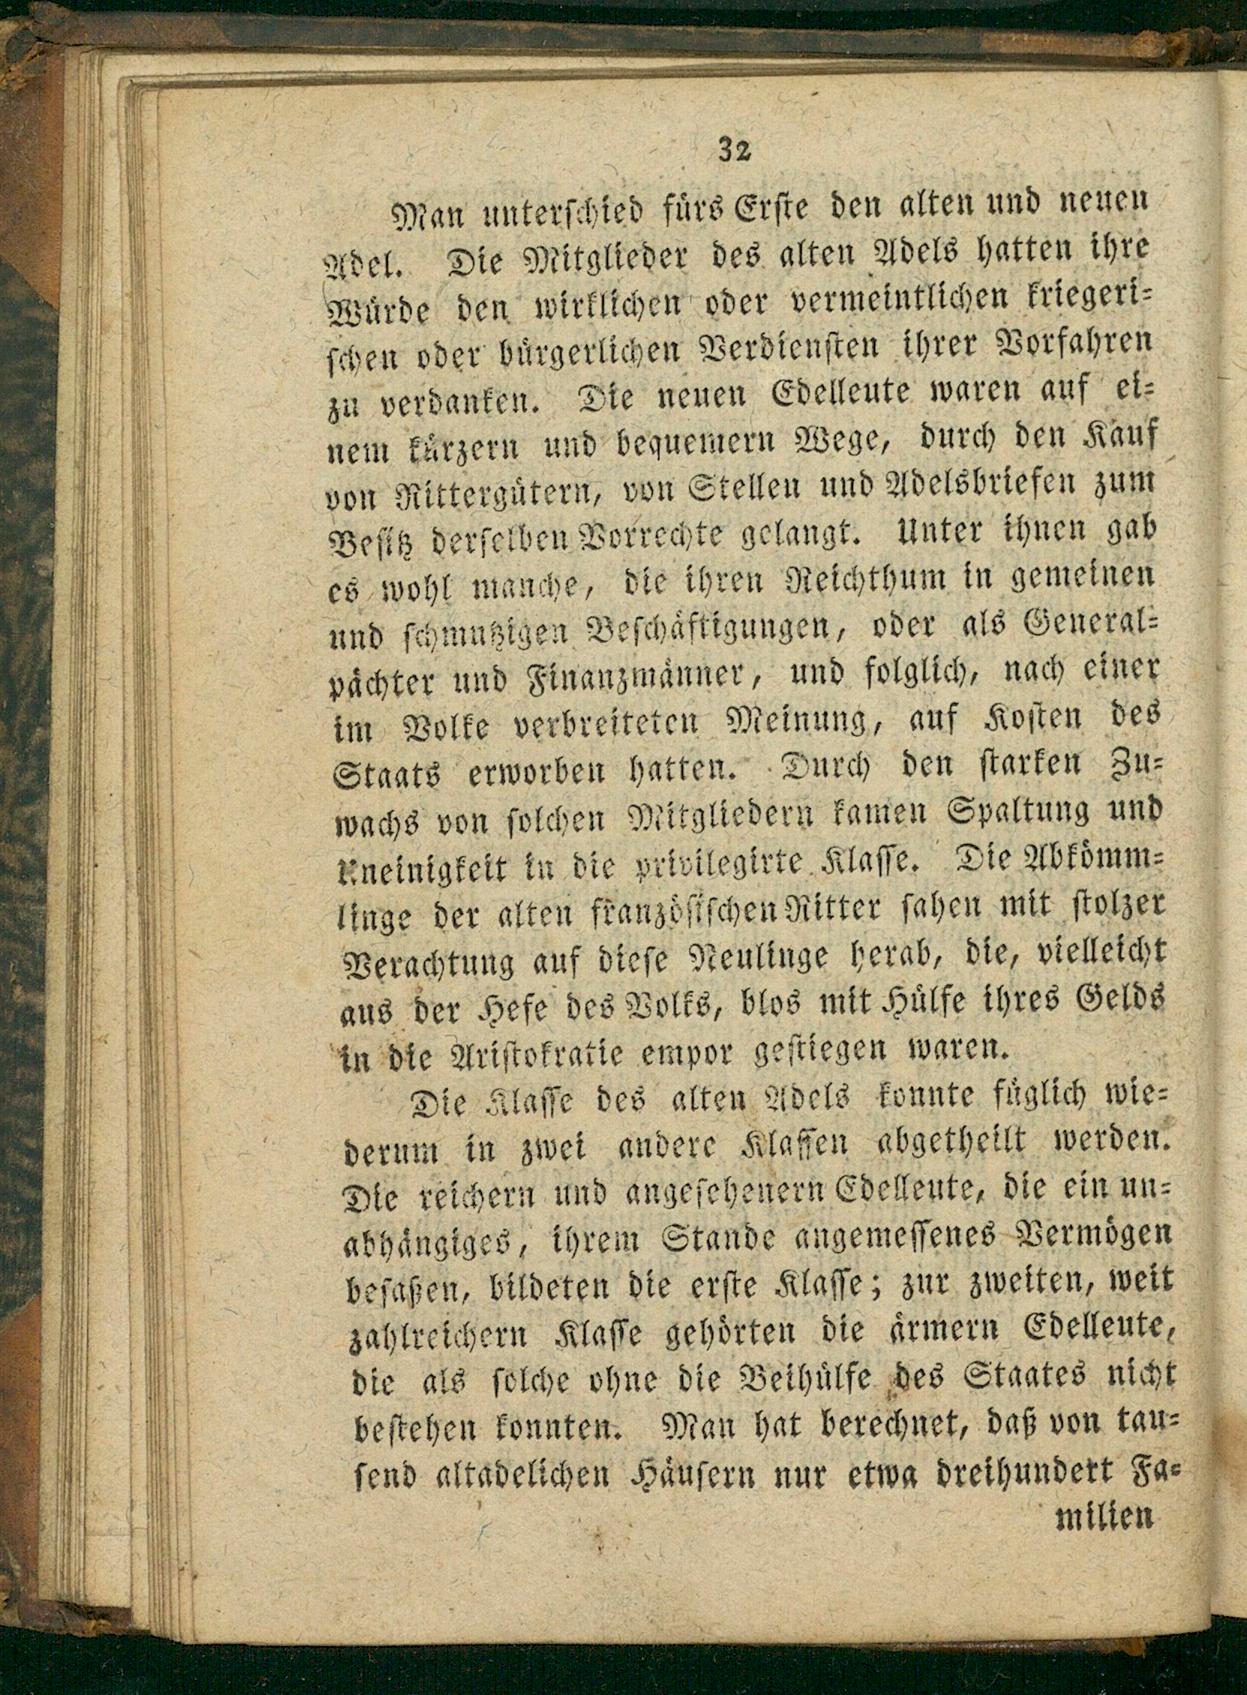 32
Man unterschied fürs Erste den alten und neuen
Adel. Die Mitglieder des alten Adels hatten ihre
Würde den wirklichen oder vermeintlichen kriegeri-
schen oder bürgerlichen Verdiensten ihrer Vorfahren
zu verdanken. Die neuen Edelleute waren auf ei-
nem kürzern und bequemern Wege, durch den Kauf
von Rittergütern, von Stellen und Adelsbriefen zum
Besitz derselben Vorrechte gelangt. Unter ihnen gab
es wohl manche, die ihren Reichthum in gemeinen
und schmutzigen Beschäftigungen, oder als General-
pächter und Finanzmänner, und folglich, nach einer
im Volke verbreiteten Meinung, auf Kosten des
Staats erworben hatten. Durch den starken Zu-
wachs von solchen Mitgliedern kamen Spaltung und
Uneinigkeit in die privilegirte Klasse. Die Abkömm-
linge der alten französischen Ritter sahen mit stolzer
Verachtung auf diese Neulinge herab, die, vielleicht
aus der Hefe des Volks, blos mit Hülfe ihres Gelds
in die Aristokratie empor gestiegen waren.
Die Klasse des alten Adels konnte füglich wie-
derum in zwei andere Klassen abgetheilt werden.
Die reichern und angesehenern Edelleute, die ein un-
abhängiges, ihrem Stande angemessenes Vermögen
besaßen, bildeten die erste Klasse; zur zweiten, weit
zahlreichern Klasse gehörten die ärmern Edelleute,
die als solche ohne die Beihülfe des Staates nicht
bestehen konnten. Man hat berechnet, daß von tau-
send altadelichen Häusern nur etwa dreihundert Fa-
milien